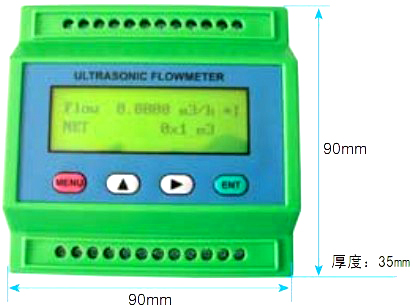 ULTRASONIC FLOWMETER
Flow 0.0000 m3/h *I
NET 0x1 m3
MENU ▲ ► ENT
90mm
厚度：35mm
90mm